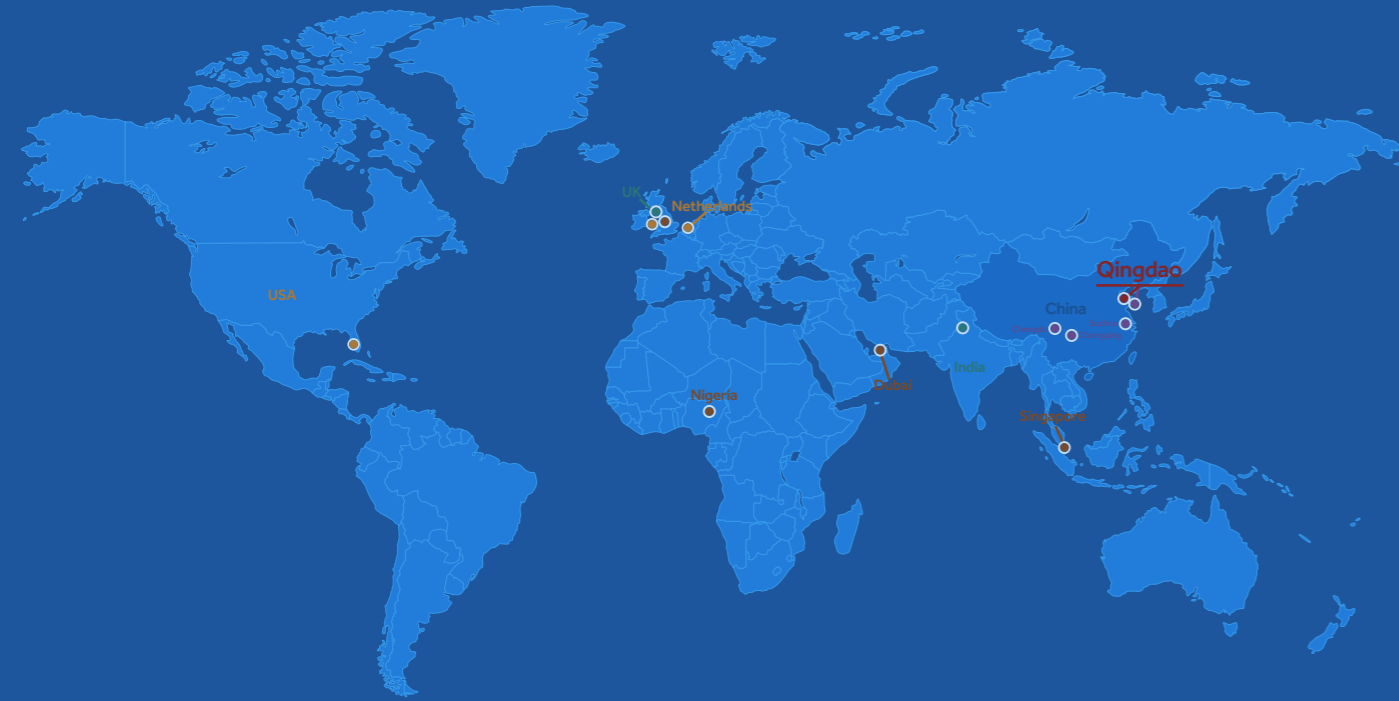 UK
Netherlands
Qingdao
USA
China
India
Dubai
Nigeria
Singapore